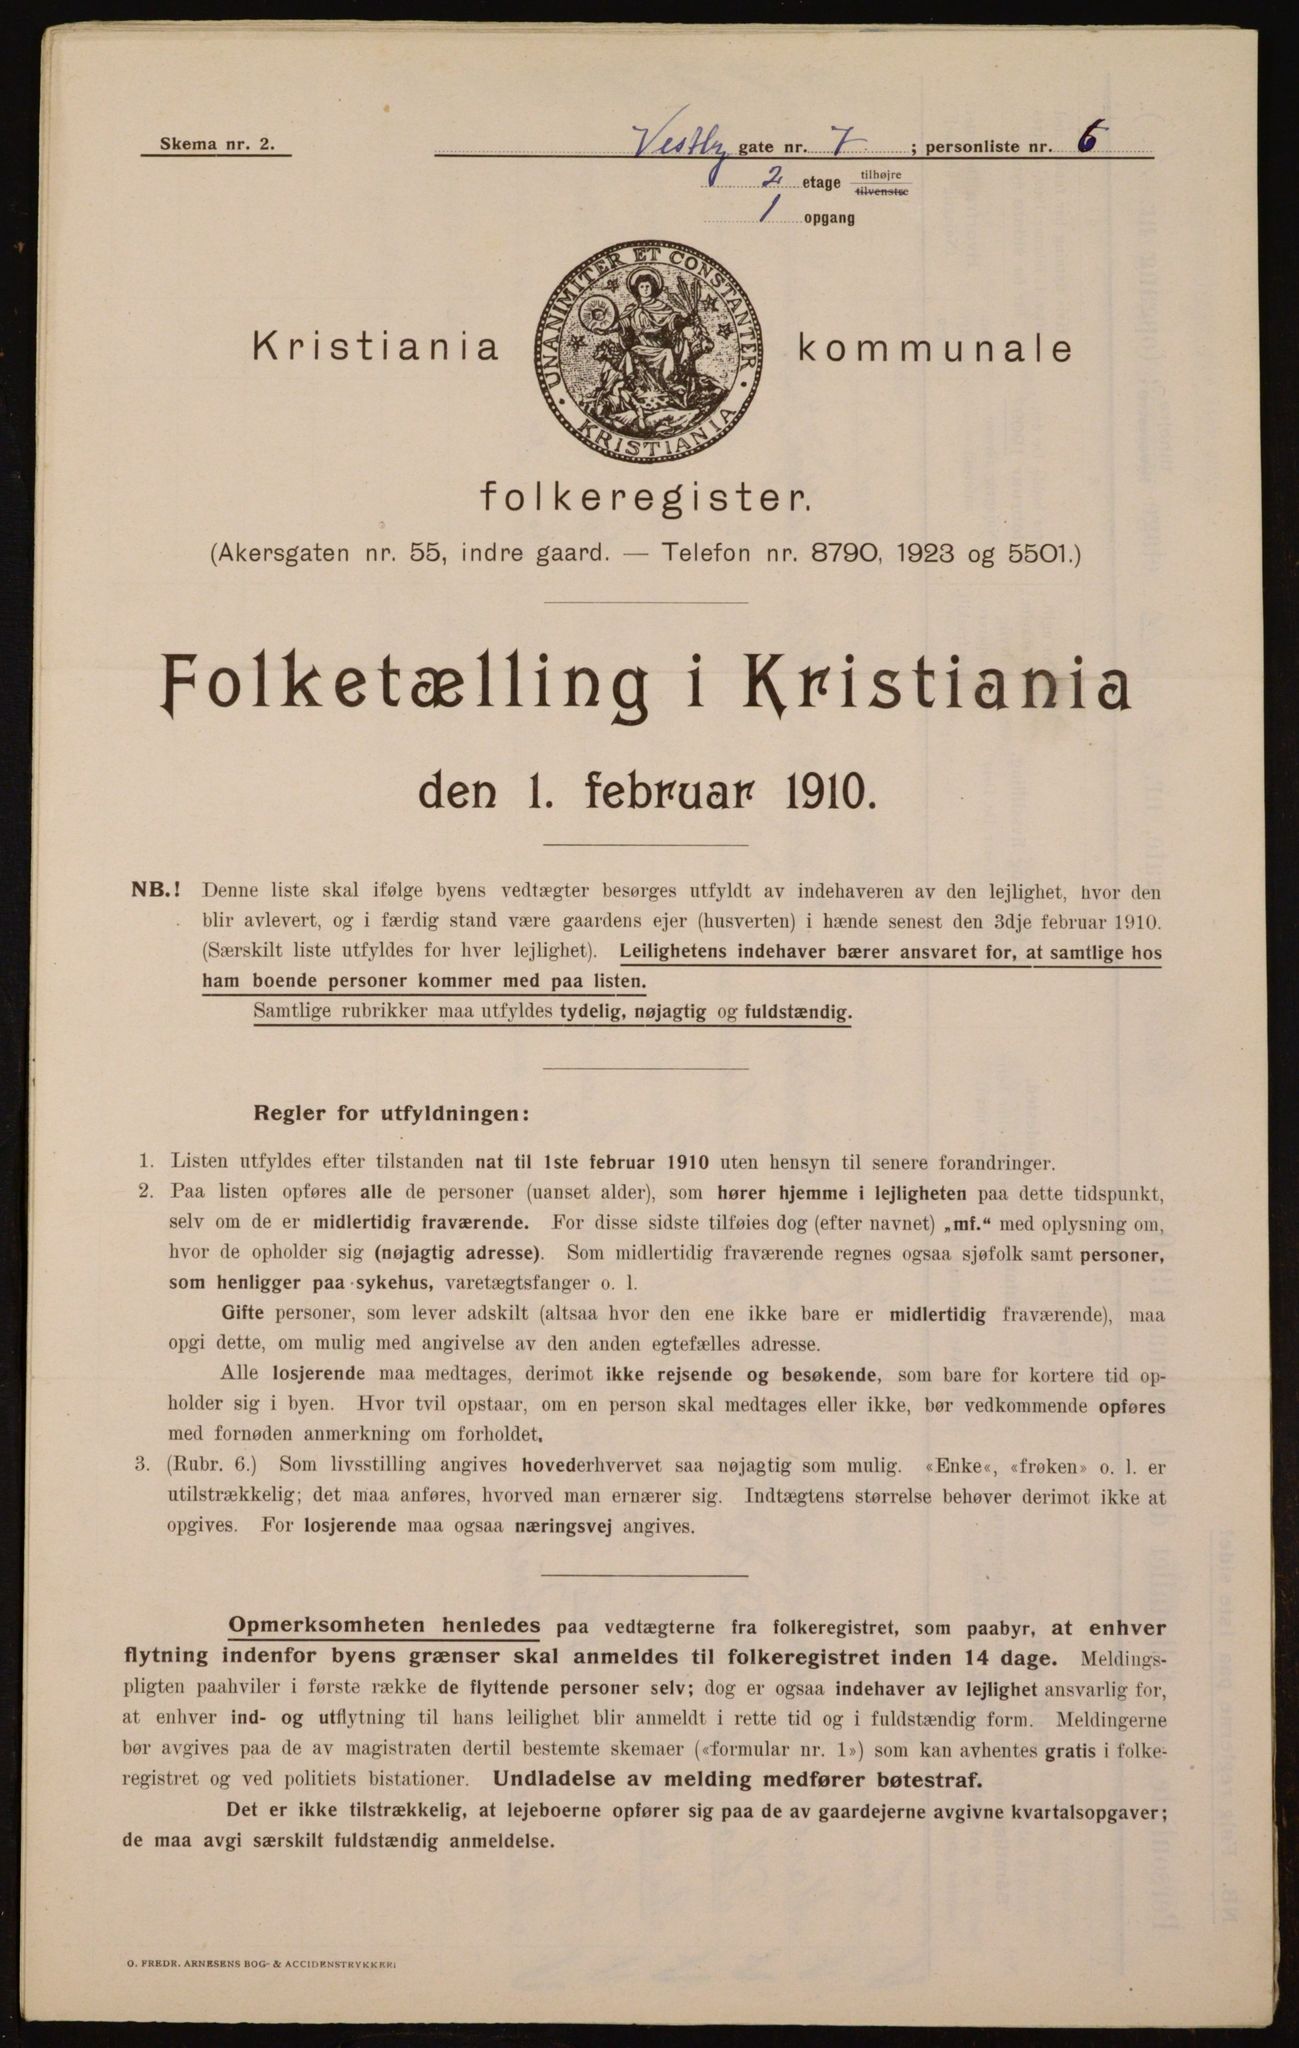 Skema nr. 2.
Vestby gate nr. 7 ; personliste nr. 6
2 etage tilhøjre tilvenstre
1 opgang
UNANIMITER ET CONSTANTER · KRISTIANIA ·
Kristiania kommunale
folkeregister.
(Akersgaten nr. 55, indre gaard. — Telefon nr. 8790, 1923 og 5501.)
Folketælling i Kristiania
den 1. februar 1910.
NB.! Denne liste skal ifølge byens vedtægter besørges utfyldt av indehaveren av den lejlighet, hvor den
blir avlevert, og i færdig stand være gaardens ejer (husverten) i hænde senest den 3dje februar 1910.
(Særskilt liste utfyldes for hver lejlighet). Leilighetens indehaver bærer ansvaret for, at samtlige hos
ham boende personer kommer med paa listen.
Samtlige rubrikker maa utfyldes tydelig, nøjagtig og fuldstændig.
Regler for utfyldningen:
1. Listen utfyldes efter tilstanden nat til 1ste februar 1910 uten hensyn til senere forandringer.
2. Paa listen opføres alle de personer (uanset alder), som hører hjemme i lejligheten paa dette tidspunkt,
selv om de er midlertidig fraværende. For disse sidste tilføies dog (efter navnet) „mf.“ med oplysning om,
hvor de opholder sig (nøjagtig adresse). Som midlertidig fraværende regnes ogsaa sjøfolk samt personer,
som henligger paa sykehus, varetægtsfanger o. l.
Gifte personer, som lever adskilt (altsaa hvor den ene ikke bare er midlertidig fraværende), maa
opgi dette, om mulig med angivelse av den anden egtefælles adresse.
Alle losjerende maa medtages, derimot ikke rejsende og besøkende, som bare for kortere tid op-
holder sig i byen. Hvor tvil opstaar, om en person skal medtages eller ikke, bør vedkommende opføres
med fornøden anmerkning om forholdet.
3. (Rubr. 6.) Som livsstilling angives hovederhvervet saa nøjagtig som mulig. «Enke«, «frøken» o. l. er
utilstrækkelig; det maa anføres, hvorved man ernærer sig. Indtægtens størrelse behøver derimot ikke at
opgives. For losjerende maa ogsaa næringsvej angives.
Opmerksomheten henledes paa vedtægterne fra folkeregistret, som paabyr, at enhver
flytning indenfor byens grænser skal anmeldes til folkeregistret inden 14 dage. Meldings-
pligten paahviler i første række de flyttende personer selv; dog er ogsaa indehaver av lejlighet ansvarlig for,
at enhver ind- og utflytning til hans leilighet blir anmeldt i rette tid og i fuldstændig form. Meldingerne
bør avgives paa de av magistraten dertil bestemte skemaer («formular nr. 1») som kan avhentes gratis i folke-
registret og ved politiets bistationer. Undladelse av melding medfører bøtestraf.
Det er ikke tilstrækkelig, at lejeboerne opfører sig paa de av gaardejerne avgivne kvartalsopgaver;
de maa avgi særskilt fuldstændig anmeldelse.
O. FREDR. ARNESENS BOG- & ACCIDENSTRYKKERI